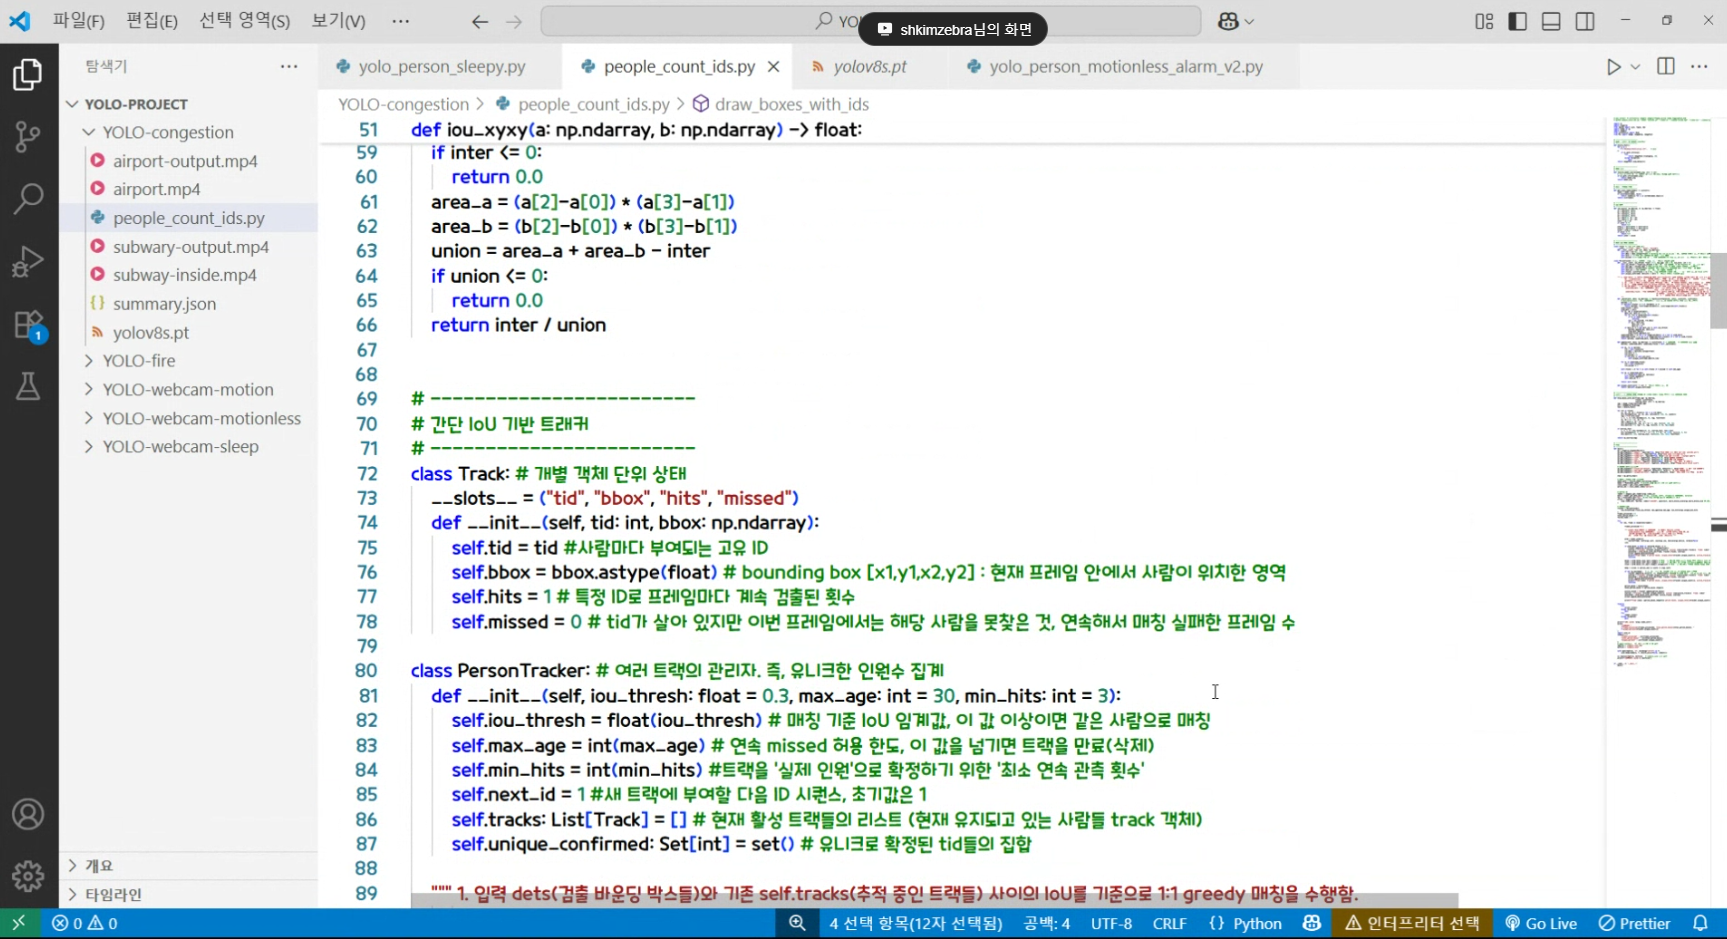 파일(F) 편집(E) 선택 영역(S) 보기(V) ··· YO
shkimzebra님의 화면
탐색기 ···
yolo_person_sleepy.py people_count_ids.py yolov8s.pt yolo_person_motionless_alarm_v2.py
YOLO-congestion > people_count_ids.py > draw_boxes_with_ids
YOLO-PROJECT
YOLO-congestion
airport-output.mp4
airport.mp4
people_count_ids.py
subwary-output.mp4
subway-inside.mp4
summary.json
yolov8s.pt
YOLO-fire
YOLO-webcam-motion
YOLO-webcam-motionless
YOLO-webcam-sleep
개요
타임라인
1
51 def iou_xyxy(a: np.ndarray, b: np.ndarray) -> float:
59 if inter <= 0:
60 return 0.0
61 area_a = (a[2]-a[0]) * (a[3]-a[1])
62 area_b = (b[2]-b[0]) * (b[3]-b[1])
63 union = area_a + area_b - inter
64 if union <= 0:
65 return 0.0
66 return inter / union
67
68
69 # ------------------------
70 # 간단 IoU 기반 트래커
71 # ------------------------
72 class Track: # 개별 객체 단위 상태
73 __slots__ = ("tid", "bbox", "hits", "missed")
74 def __init__(self, tid: int, bbox: np.ndarray):
75 self.tid = tid #사람마다 부여되는 고유 ID
76 self.bbox = bbox.astype(float) # bounding box [x1,y1,x2,y2] : 현재 프레임 안에서 사람이 위치한 영역
77 self.hits = 1 # 특정 ID로 프레임마다 계속 검출된 횟수
78 self.missed = 0 # tid가 살아 있지만 이번 프레임에서는 해당 사람을 못찾은 것, 연속해서 매칭 실패한 프레임 수
79
80 class PersonTracker: # 여러 트랙의 관리자. 즉, 유니크한 인원수 집계
81 def __init__(self, iou_thresh: float = 0.3, max_age: int = 30, min_hits: int = 3):
82 self.iou_thresh = float(iou_thresh) # 매칭 기준 IoU 임계값, 이 값 이상이면 같은 사람으로 매칭
83 self.max_age = int(max_age) # 연속 missed 허용 한도, 이 값을 넘기면 트랙을 만료(삭제)
84 self.min_hits = int(min_hits) #트랙을 '실제 인원'으로 확정하기 위한 '최소 연속 관측 횟수'
85 self.next_id = 1 #새 트랙에 부여할 다음 ID 시퀀스, 초기값은 1
86 self.tracks: List[Track] = [] # 현재 활성 트랙들의 리스트 (현재 유지되고 있는 사람들 track 객체)
87 self.unique_confirmed: Set[int] = set() # 유니크로 확정된 tid들의 집합
88
89 """ 1. 입력 dets(검출 바운딩 박스들)와 기존 self.tracks(추적 중인 트랙들) 사이의 IoU를 기준으로 1:1 greedy 매칭을 수행함.
0 0 4 선택 항목(12자 선택됨) 공백: 4 UTF-8 CRLF {} Python 인터프리터 선택 Go Live Prettier